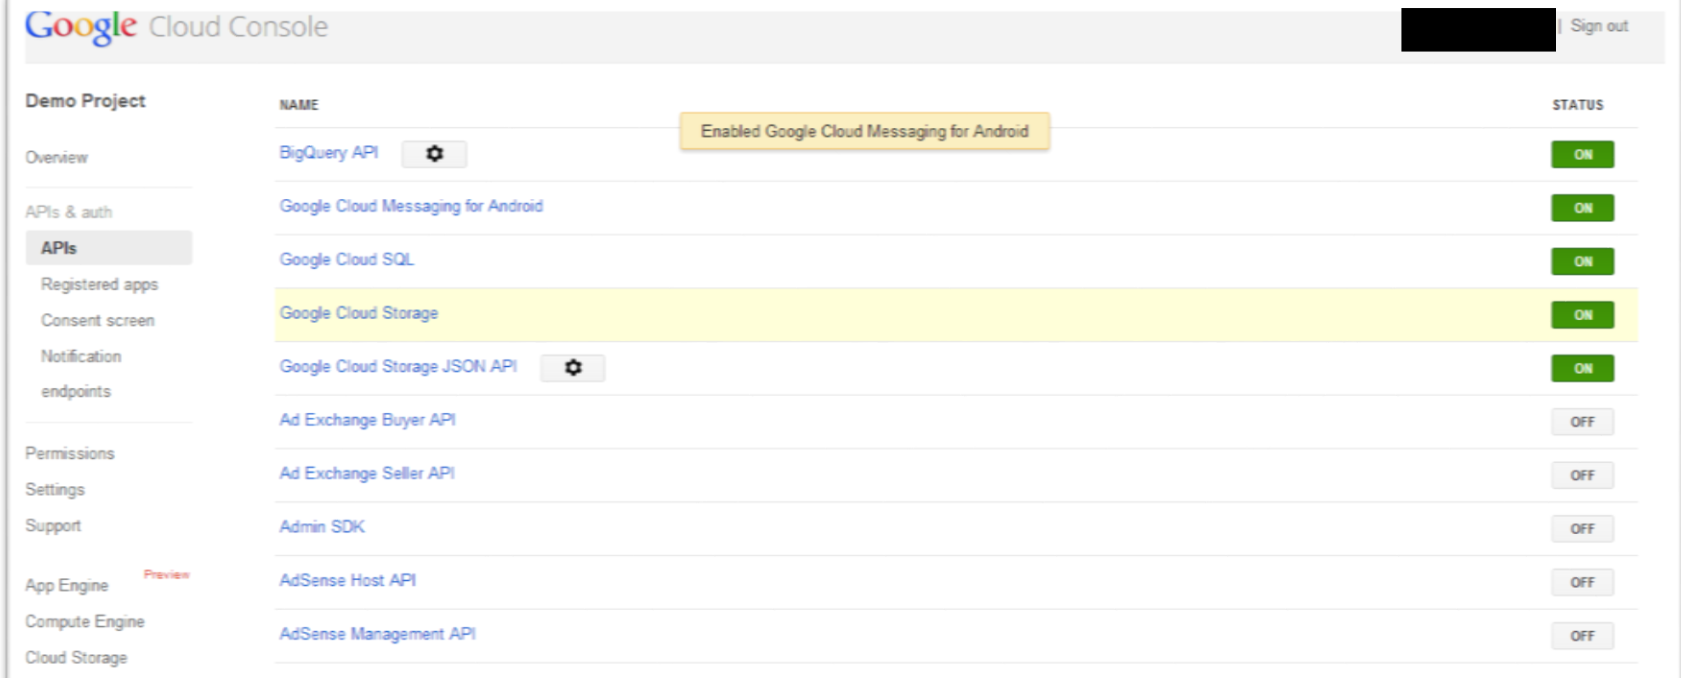 Google Cloud Console
| Sign out
Demo Project
Overview
APIs & auth
APIs
Registered apps
Consent screen
Notification
endpoints
Permissions
Settings
Support
App Engine Preview
Compute Engine
Cloud Storage
NAME STATUS
Enabled Google Cloud Messaging for Android
BigQuery API ON
Google Cloud Messaging for Android ON
Google Cloud SQL ON
Google Cloud Storage ON
Google Cloud Storage JSON API ON
Ad Exchange Buyer API OFF
Ad Exchange Seller API OFF
Admin SDK OFF
AdSense Host API OFF
AdSense Management API OFF